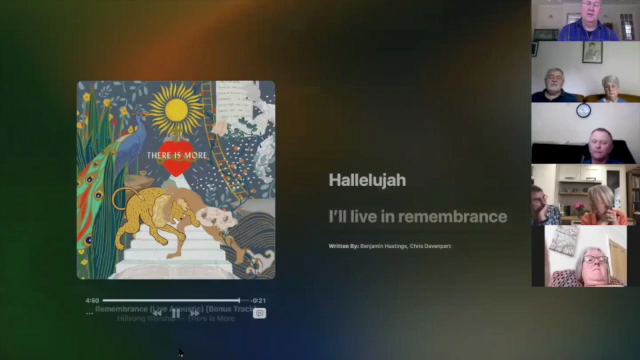 THERE IS MORE
Hallelujah
I'll live in remembrance
Written By: Benjamin Hastings, Chris Davenport
4:50
-0:21
Remembrance (Live Acoustic) [Bonus Track]
Hillsong Worship — There Is More